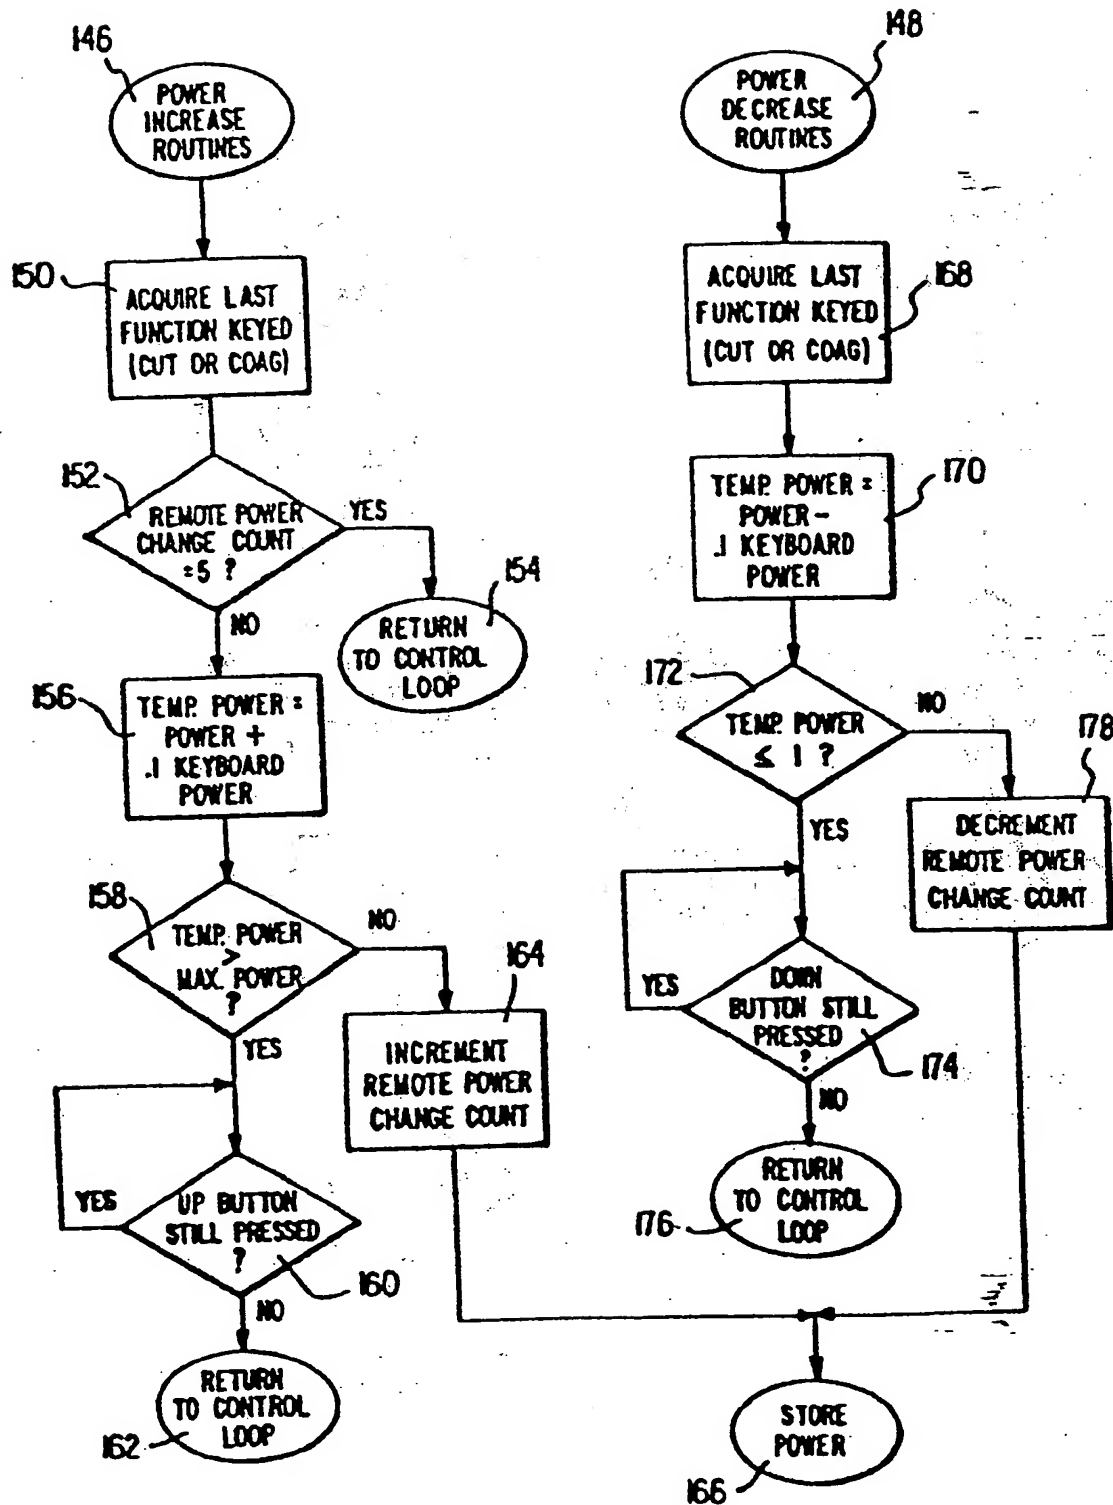 146
POWER
INCREASE
ROUTINES
150
ACQUIRE LAST
FUNCTION KEYED
(CUT OR COAG)
152
REMOTE POWER
CHANGE COUNT
=5 ?
YES
NO
154
RETURN
TO CONTROL
LOOP
156
TEMP. POWER =
POWER +
.1 KEYBOARD
POWER
158
TEMP. POWER
>
MAX. POWER
?
NO
YES
164
INCREMENT
REMOTE POWER
CHANGE COUNT
YES
UP BUTTON
STILL PRESSED
?
160
NO
RETURN
TO CONTROL
LOOP
162
148
POWER
DECREASE
ROUTINES
168
ACQUIRE LAST
FUNCTION KEYED
(CUT OR COAG)
170
TEMP. POWER =
POWER -
.1 KEYBOARD
POWER
172
TEMP. POWER
≤ 1 ?
NO
YES
178
DECREMENT
REMOTE POWER
CHANGE COUNT
YES
DOWN
BUTTON STILL
PRESSED
?
174
NO
RETURN
TO CONTROL
LOOP
176
STORE
POWER
166